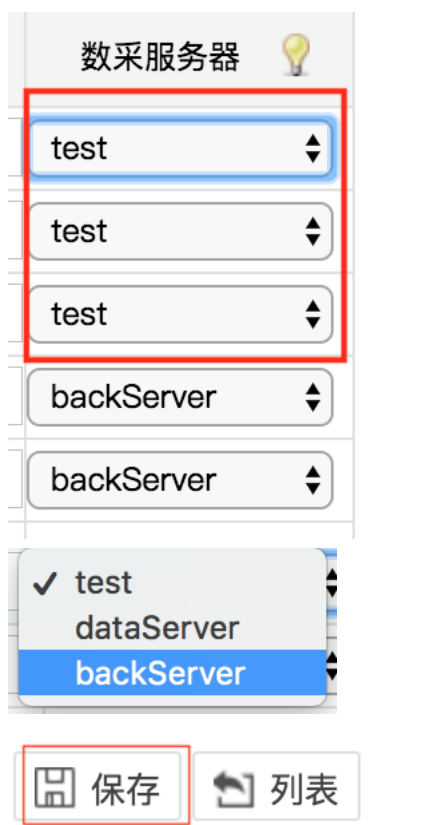 数采服务器
test
test
test
backServer
backServer
test
dataServer
backServer
保存 列表